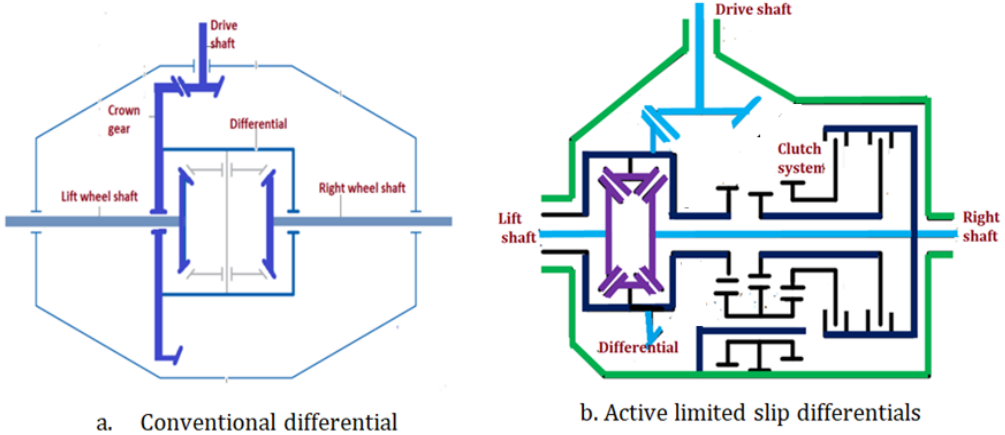 Drive
shaft
Crown
gear
Differential
Lift wheel shaft
Right wheel shaft
a. Conventional differential
Drive shaft
Clutch
system
Lift
shaft
Right
shaft
Differential
b. Active limited slip differentials